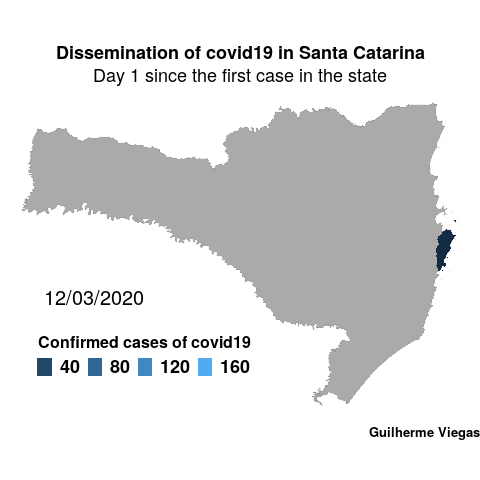 Dissemination of covid19 in Santa Catarina
Day 1 since the first case in the state
12/03/2020
Confirmed cases of covid19
40 80 120 160
Guilherme Viegas